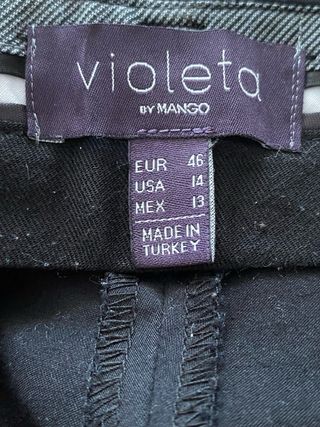 violeta
BY MANGO
EUR 46
USA 14
MEX 13
MADE IN
TURKEY